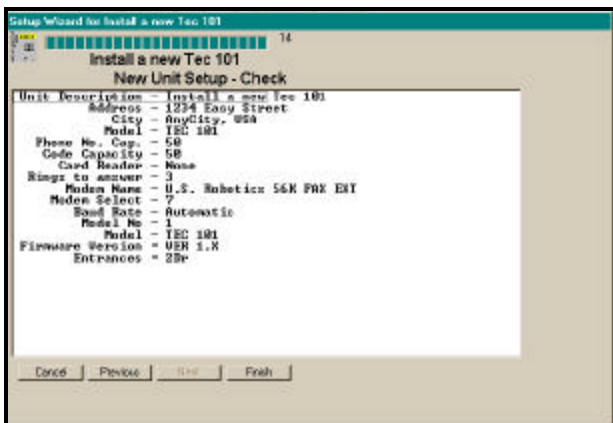 Setup Wizard for Install a new Tec 101
14
Install a new Tec 101
New Unit Setup - Check
Unit Description - Install a new Tec 101
Address - 1234 Easy Street
City - AnyCity, USA
Model - TEC 101
Phone No. Cap. - 50
Code Capacity - 50
Card Reader - None
Rings to answer - 3
Modem Name - U.S. Robotics 56K FAX EXT
Modem Select - 7
Baud Rate - Automatic
Model No - 1
Model - TEC 101
Firmware Version = VER 1.X
Entrances = 2Dr
Cancel
Previous
Next
Finish